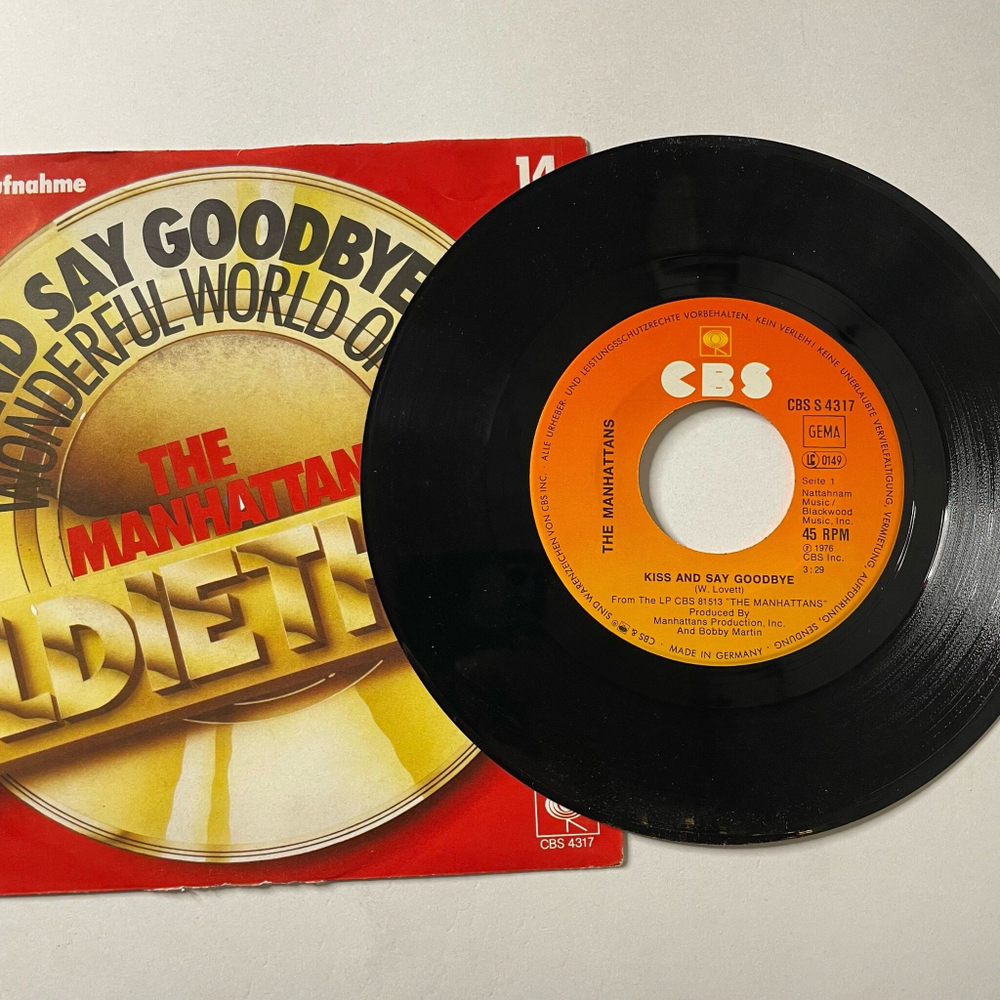 ufnahme
14
ND SAY GOODBYE
WONDERFUL WORLD OF
THE
MANHATTAN
LDIETH
CBS 4317
ALLE URHEBER- UND LEISTUNGSSCHUTZRECHTE VORBEHALTEN. KEIN VERLEIH! KEINE UNERLAUBTE VERVIELFÄLTIGUNG, VERMIETUNG, AUFFÜHRUNG, SENDUNG.
CBS
CBS S 4317
GEMA
LC 0149
Seite 1
Nattahnam
Music /
Blackwood
Music, Inc.
45 RPM
℗ 1976
CBS Inc.
3:29
THE MANHATTANS
KISS AND SAY GOODBYE
(W. Lovett)
From The LP CBS 81513 "THE MANHATTANS"
Produced By
Manhattans Production, Inc.
And Bobby Martin
® CBS & SIND WARENZEICHEN VON CBS INC. · MADE IN GERMANY ·